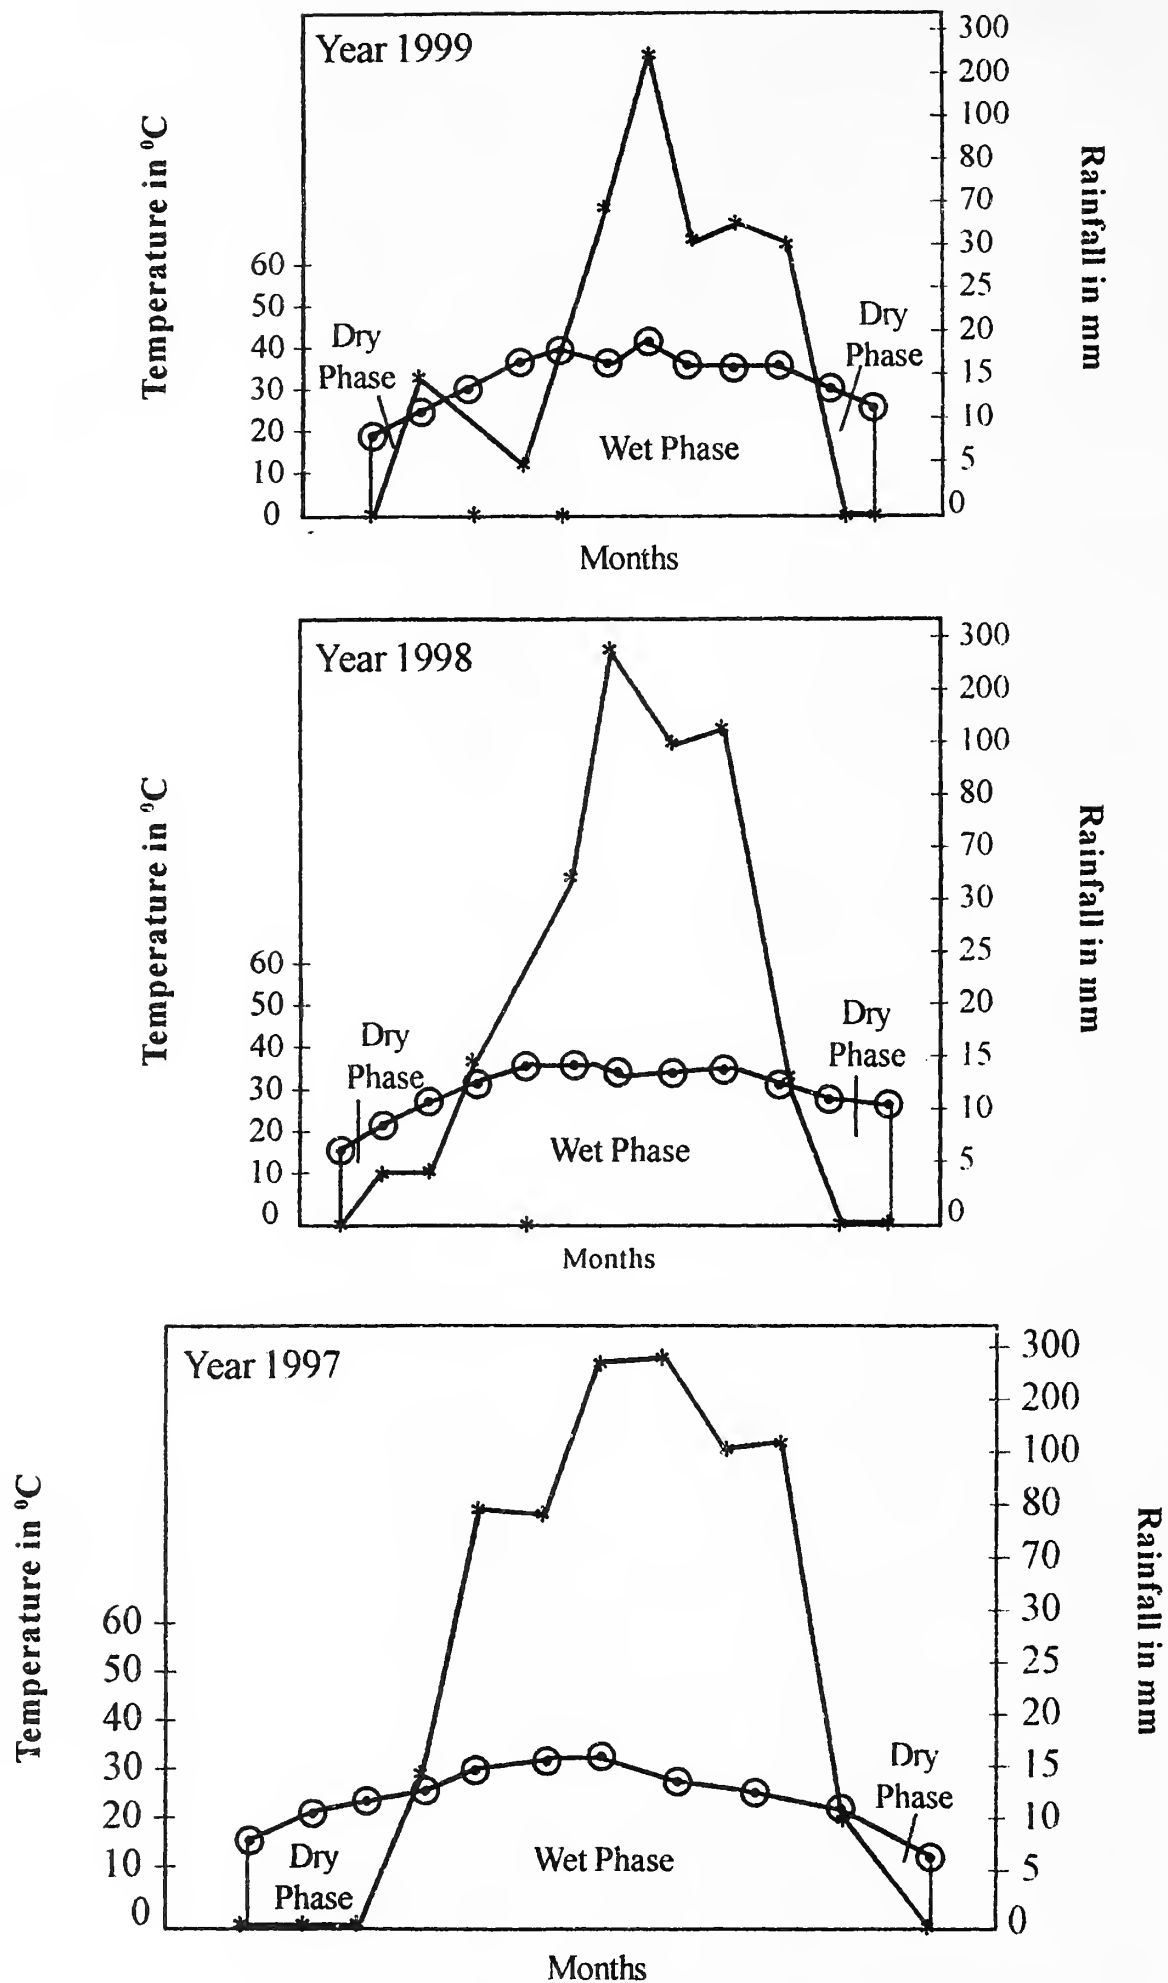 Year 1999
Temperature in ⁰C
60
50
40
30
20
10
0
Dry
Phase
Wet Phase
Dry
Phase
300
200
100
80
70
30
25
20
15
10
5
0
Rainfall in mm
Months
Year 1998
Temperature in ⁰C
60
50
40
30
20
10
0
Dry
Phase
Wet Phase
Dry
Phase
300
200
100
80
70
30
25
20
15
10
5
0
Rainfall in mm
Months
Year 1997
Temperature in ⁰C
60
50
40
30
20
10
0
Dry
Phase
Wet Phase
Dry
Phase
300
200
100
80
70
30
25
20
15
10
5
0
Rainfall in mm
Months